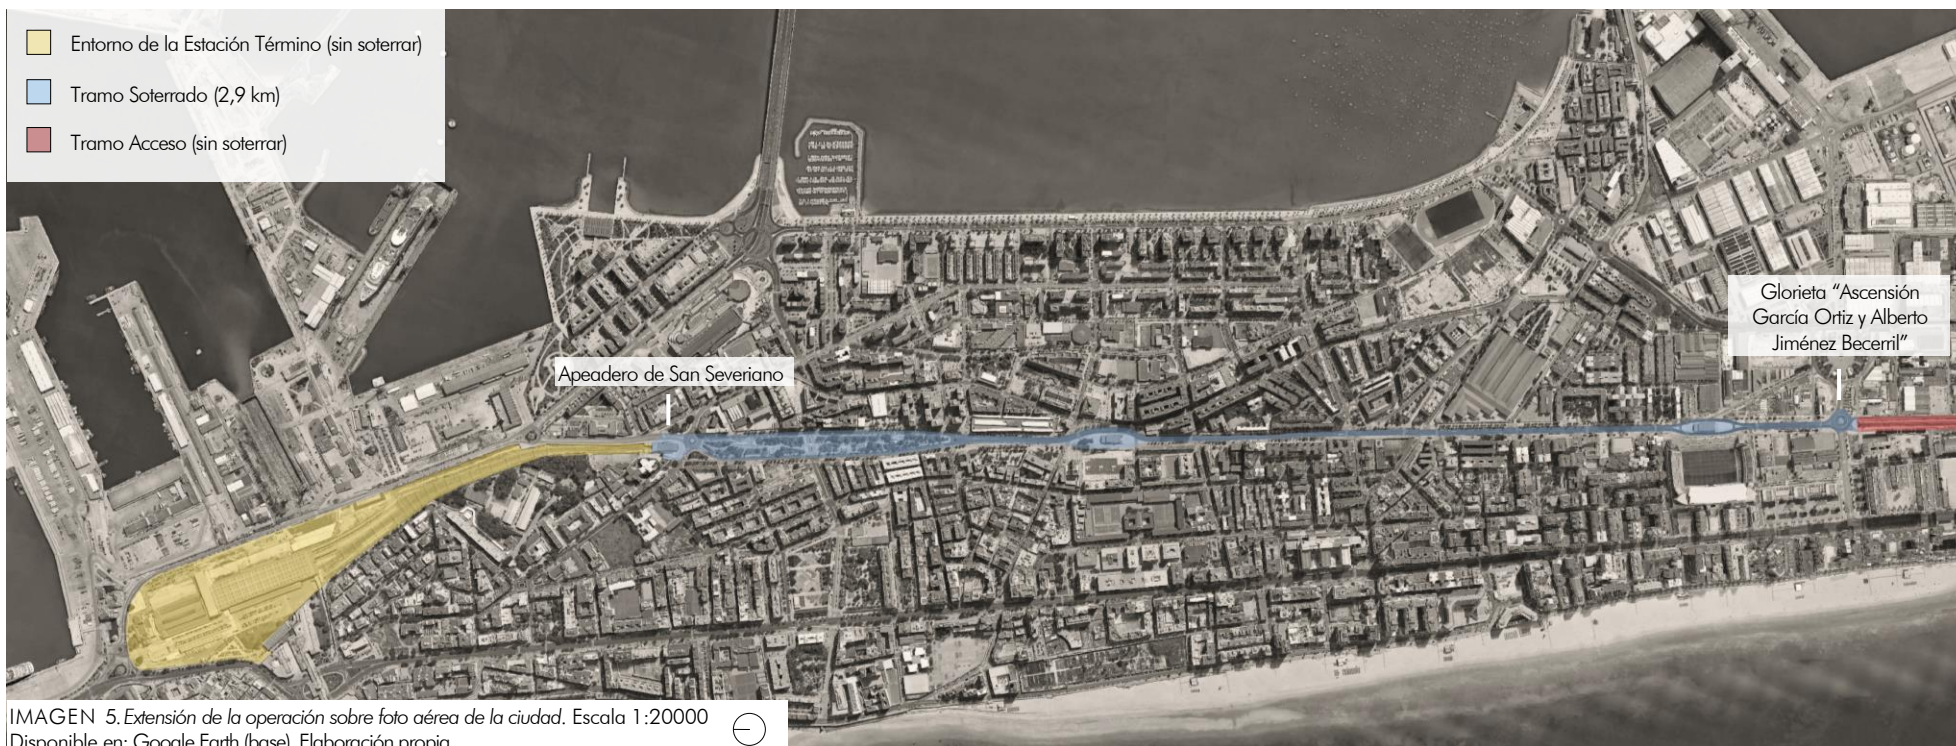 Entorno de la Estación Término (sin soterrar)
Tramo Soterrado (2,9 km)
Tramo Acceso (sin soterrar)
Apeadero de San Severiano
Glorieta “Ascensión
García Ortiz y Alberto
Jiménez Becerril”
IMAGEN 5. Extensión de la operación sobre foto aérea de la ciudad. Escala 1:20000
Disponible en: Google Earth (base). Elaboración propia